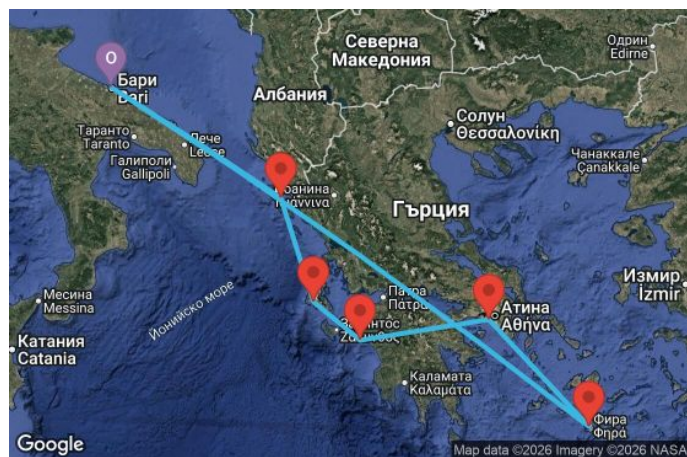 Северна
Македония
Одрин
Edirne
О
Бари
Bari
Албания
Солун
Θεσσαλονίκη
Таранто
Taranto
Лече
Lecce
Галиполи
Gallipoli
Чанаккале
Çanakkale
Янина
Ιωάννινα
Гърция
Измир
İzmir
Месина
Messina
Йонийско море
Патра
Πάτρα
Атина
Αθήνα
Катания
Catania
Каламата
Καλαμάτα
Фира
Φηρά
Google
Map data ©2026 Imagery ©2026 NASA